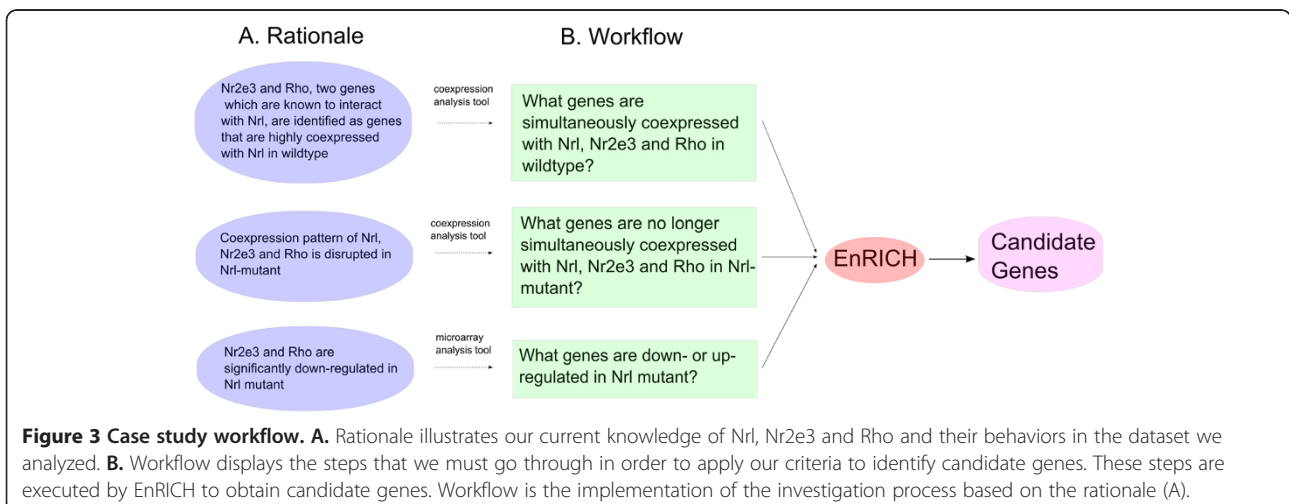 A. Rationale
B. Workflow
Nr2e3 and Rho, two genes
which are known to interact
with Nrl, are identified as genes
that are highly coexpressed
with Nrl in wildtype
coexpression
analysis tool
What genes are
simultaneously coexpressed
with Nrl, Nr2e3 and Rho in
wildtype?
Coexpression pattern of Nrl,
Nr2e3 and Rho is disrupted in
Nrl-mutant
coexpression
analysis tool
What genes are no longer
simultaneously coexpressed
with Nrl, Nr2e3 and Rho in Nrl-
mutant?
Nr2e3 and Rho are
significantly down-regulated in
Nrl mutant
microarray
analysis tool
What genes are down- or up-
regulated in Nrl mutant?
EnRICH
Candidate
Genes
Figure 3 Case study workflow. A. Rationale illustrates our current knowledge of Nrl, Nr2e3 and Rho and their behaviors in the dataset we
analyzed. B. Workflow displays the steps that we must go through in order to apply our criteria to identify candidate genes. These steps are
executed by EnRICH to obtain candidate genes. Workflow is the implementation of the investigation process based on the rationale (A).